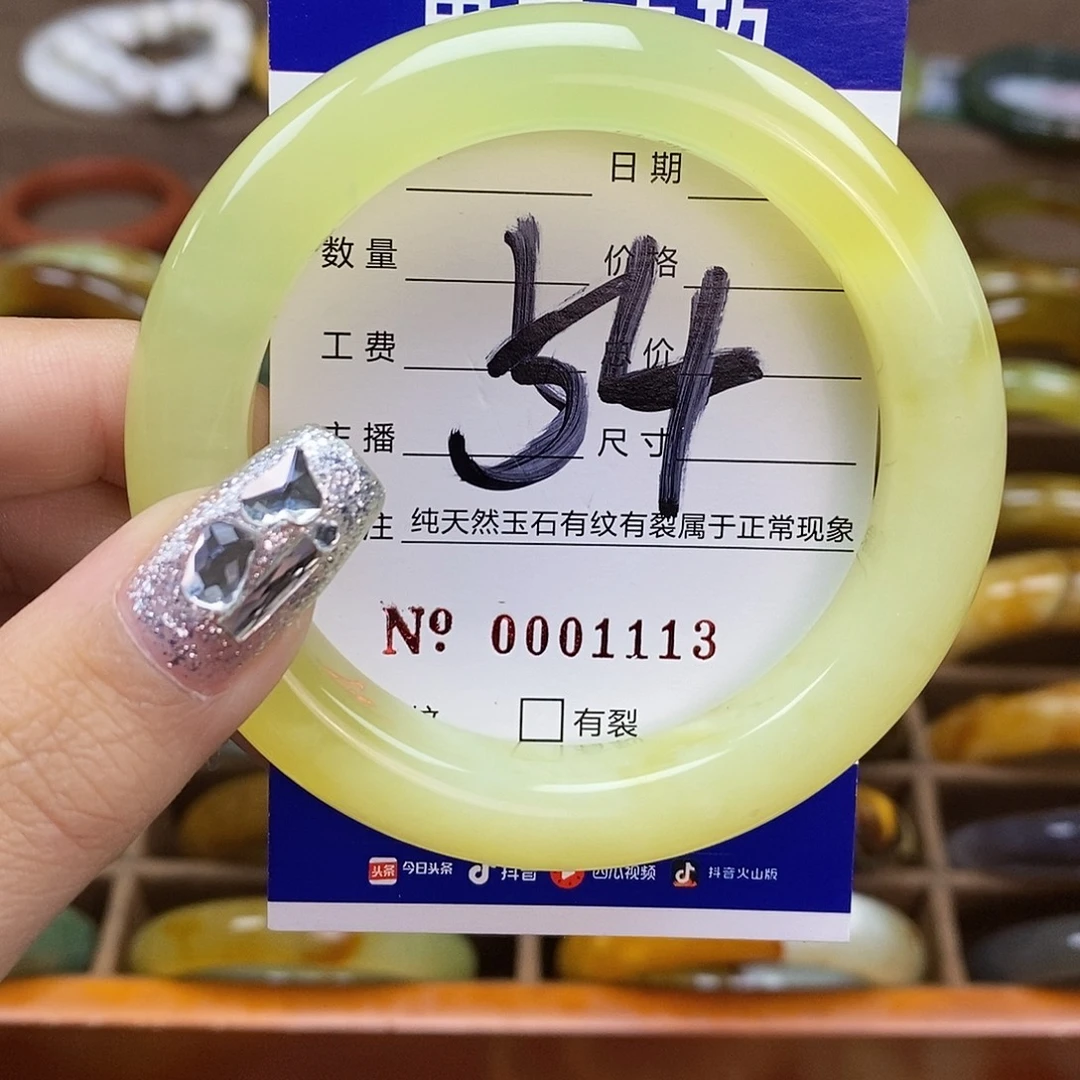 日期
数量 价格
54
工费 总价
主播 尺寸
注 纯天然玉石有纹有裂属于正常现象
Nº 0001113
有裂
头条 今日头条 抖音 西瓜视频 抖音火山版